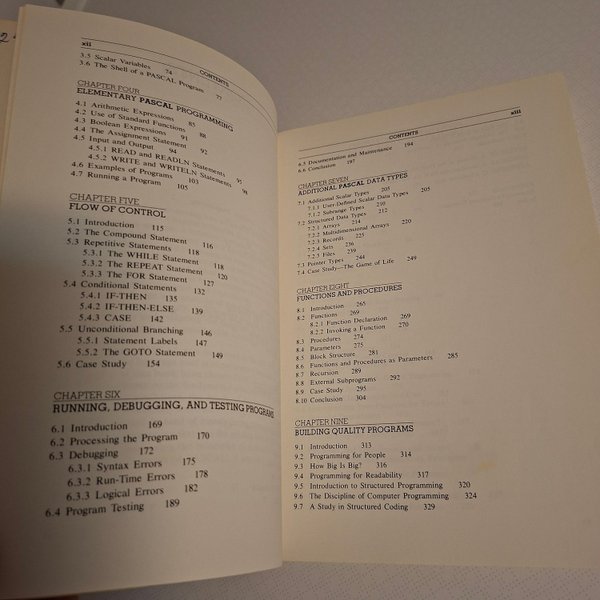 2
xii
CONTENTS
3.5 Scalar Variables 74
3.6 The Shell of a PASCAL Program 77
CHAPTER FOUR
ELEMENTARY PASCAL PROGRAMMING
4.1 Arithmetic Expressions 85
4.2 Use of Standard Functions 88
4.3 Boolean Expressions 91
4.4 The Assignment Statement 92
4.5 Input and Output 94
4.5.1 READ and READLN Statements 95
4.5.2 WRITE and WRITELN Statements 98
4.6 Examples of Programs 103
4.7 Running a Program 105
CHAPTER FIVE
FLOW OF CONTROL
5.1 Introduction 115
5.2 The Compound Statement 116
5.3 Repetitive Statements 118
5.3.1 The WHILE Statement 118
5.3.2 The REPEAT Statement 120
5.3.3 The FOR Statement 127
5.4 Conditional Statements 132
5.4.1 IF-THEN 135
5.4.2 IF-THEN-ELSE 139
5.4.3 CASE 142
5.5 Unconditional Branching 146
5.5.1 Statement Labels 147
5.5.2 The GOTO Statement 149
5.6 Case Study 154
CHAPTER SIX
RUNNING, DEBUGGING, AND TESTING PROGRAMS
6.1 Introduction 169
6.2 Processing the Program 170
6.3 Debugging 172
6.3.1 Syntax Errors 175
6.3.2 Run-Time Errors 178
6.3.3 Logical Errors 182
6.4 Program Testing 189
CONTENTS
xiii
6.5 Documentation and Maintenance 194
6.6 Conclusion 197
CHAPTER SEVEN
ADDITIONAL PASCAL DATA TYPES
7.1 Additional Scalar Types 205
7.1.1 User-Defined Scalar Data Types 205
7.1.2 Subrange Types 210
7.2 Structured Data Types 212
7.2.1 Arrays 214
7.2.2 Multidimensional Arrays 220
7.2.3 Records 225
7.2.4 Sets 236
7.2.5 Files 239
7.3 Pointer Types 244
7.4 Case Study—The Game of Life 249
CHAPTER EIGHT
FUNCTIONS AND PROCEDURES
8.1 Introduction 265
8.2 Functions 269
8.2.1 Function Declaration 269
8.2.2 Invoking a Function 270
8.3 Procedures 274
8.4 Parameters 275
8.5 Block Structure 281
8.6 Functions and Procedures as Parameters 285
8.7 Recursion 289
8.8 External Subprograms 292
8.9 Case Study 295
8.10 Conclusion 304
CHAPTER NINE
BUILDING QUALITY PROGRAMS
9.1 Introduction 313
9.2 Programming for People 314
9.3 How Big Is Big? 316
9.4 Programming for Readability 317
9.5 Introduction to Structured Programming 320
9.6 The Discipline of Computer Programming 324
9.7 A Study in Structured Coding 329